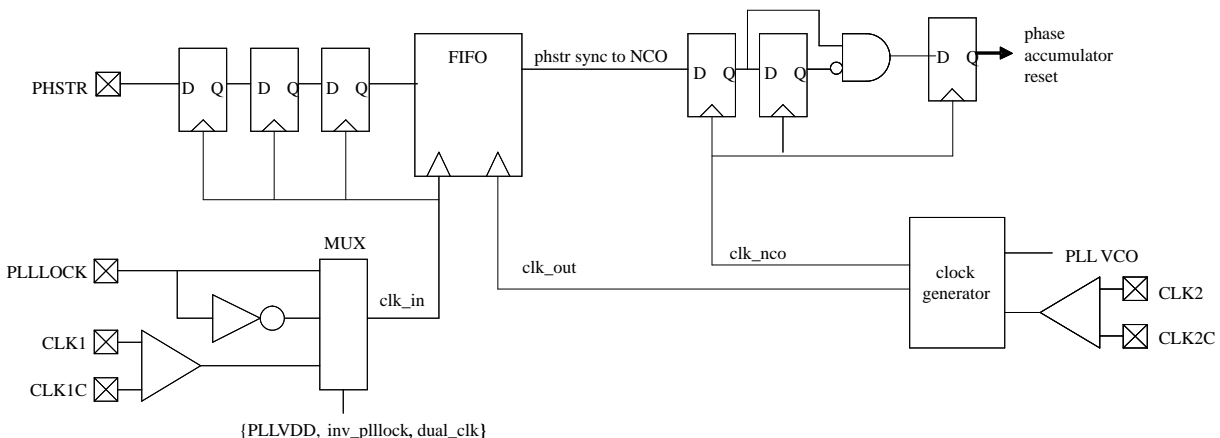 FIFO
phstr sync to NCO
phase
accumulator
reset
PHSTR
D Q
D Q
D Q
D Q
D Q
D Q
MUX
PLLLOCK
clk_in
clk_out
clk_nco
clock
generator
PLL VCO
CLK2
CLK2C
CLK1
CLK1C
{PLLVDD, inv_plllock, dual_clk}